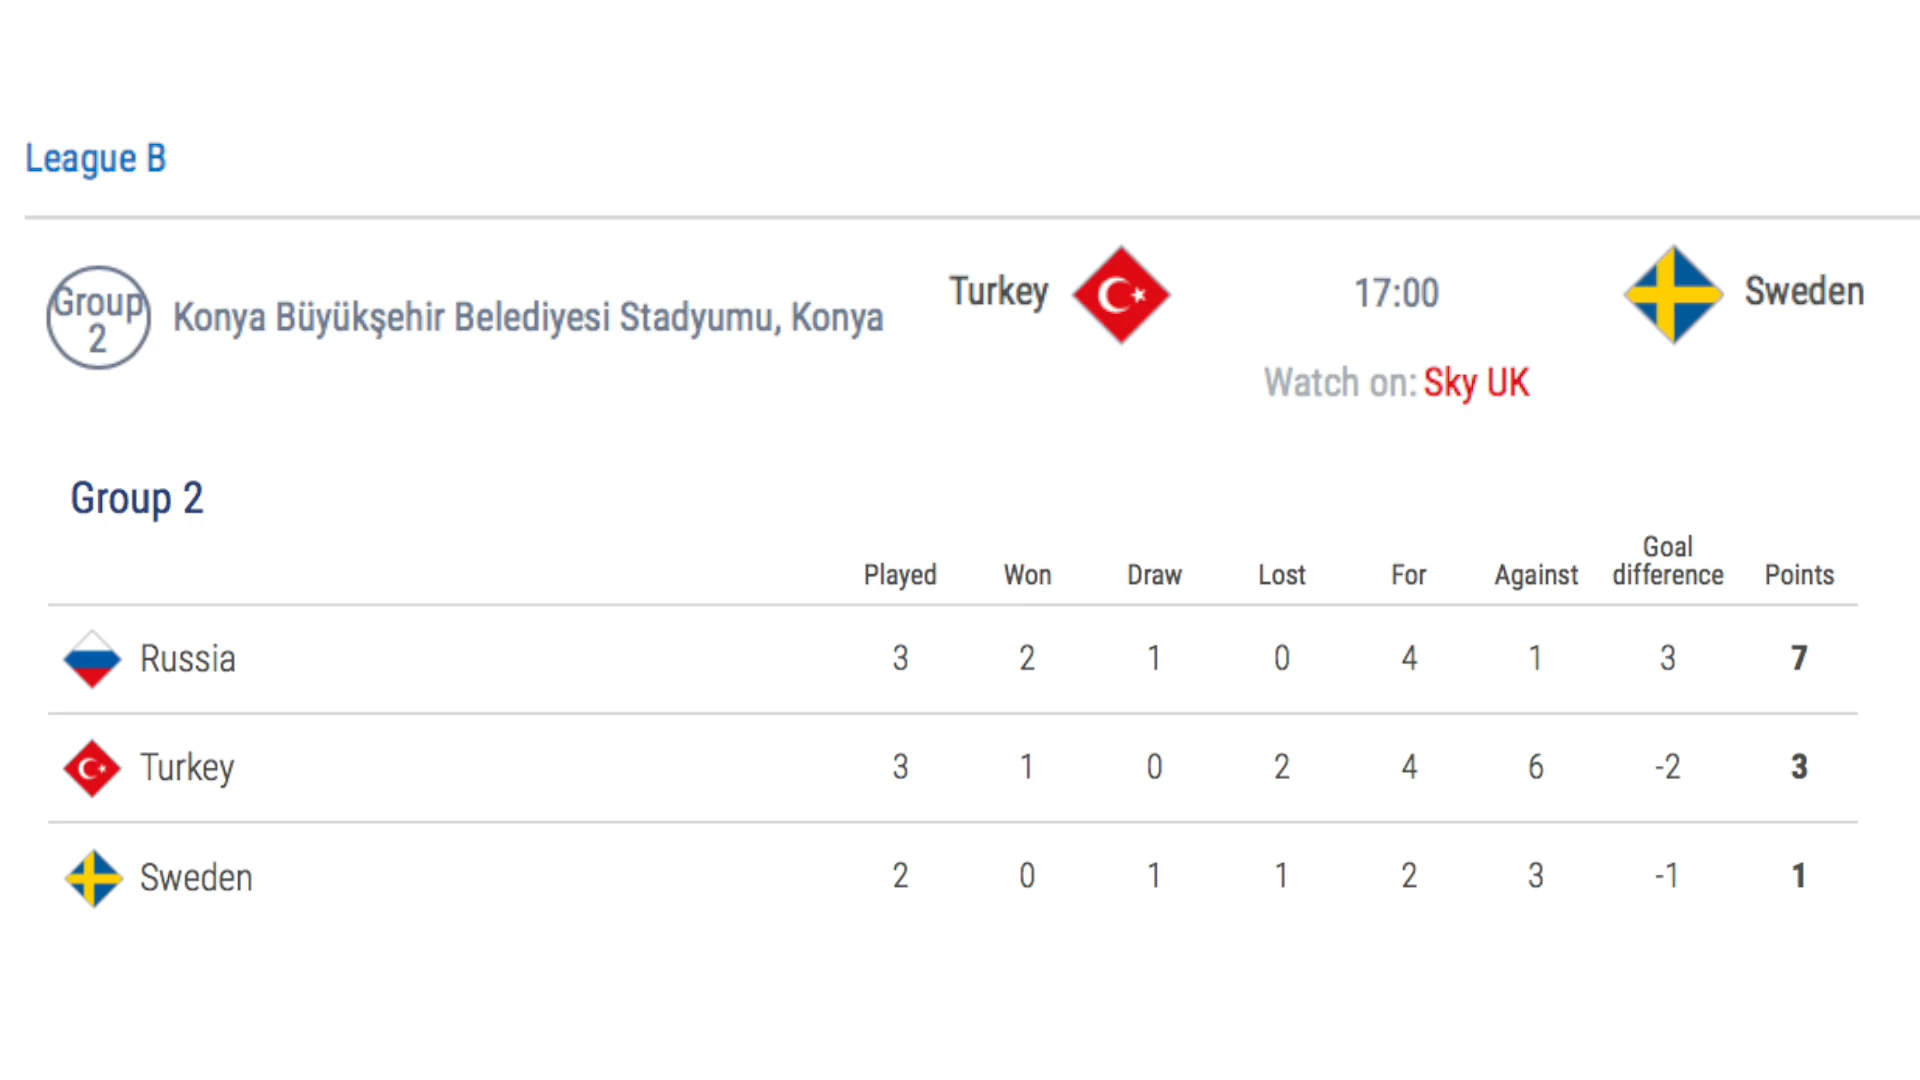 League B
Group 2
Konya Büyükşehir Belediyesi Stadyumu, Konya
Turkey 17:00 Sweden
Watch on: Sky UK
Group 2
Played Won Draw Lost For Against Goal difference Points
Russia 3 2 1 0 4 1 3 7
Turkey 3 1 0 2 4 6 -2 3
Sweden 2 0 1 1 2 3 -1 1